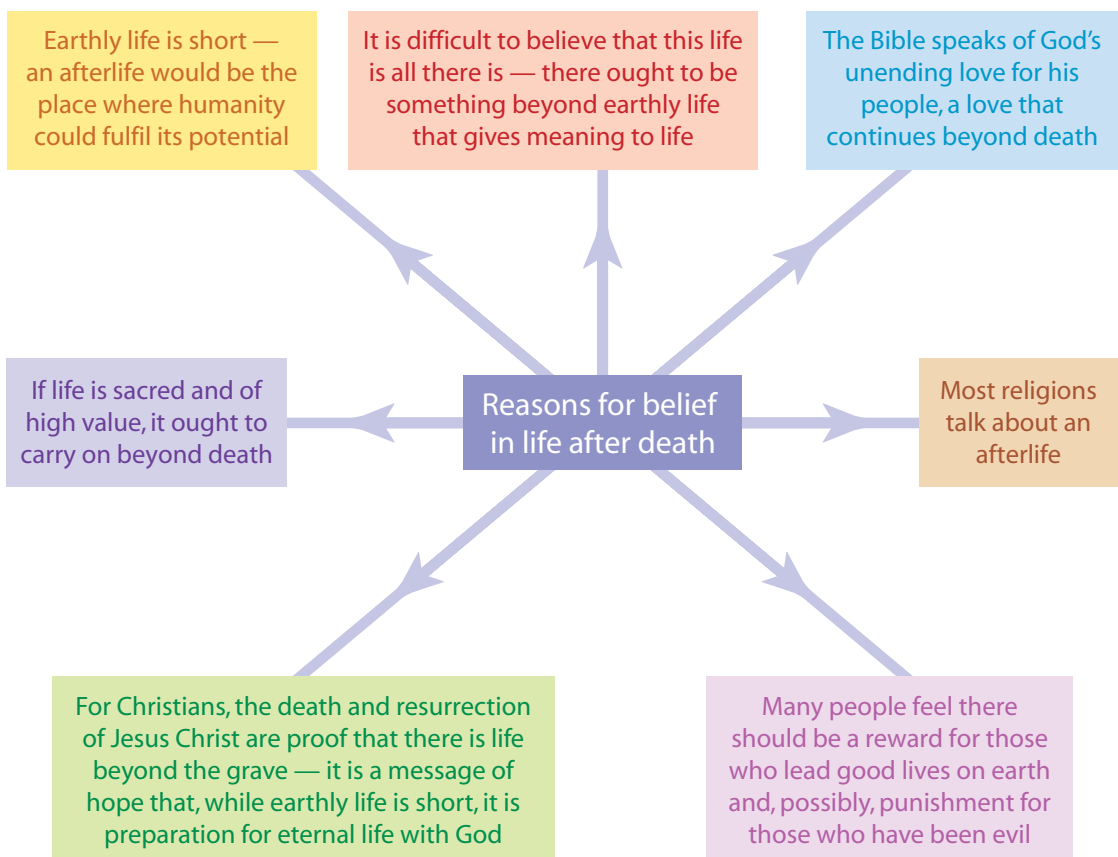 Earthly life is short —
an afterlife would be the
place where humanity
could fulfil its potential
It is difficult to believe that this life
is all there is — there ought to be
something beyond earthly life
that gives meaning to life
The Bible speaks of God’s
unending love for his
people, a love that
continues beyond death
If life is sacred and of
high value, it ought to
carry on beyond death
Reasons for belief
in life after death
Most religions
talk about an
afterlife
For Christians, the death and resurrection
of Jesus Christ are proof that there is life
beyond the grave — it is a message of
hope that, while earthly life is short, it is
preparation for eternal life with God
Many people feel there
should be a reward for those
who lead good lives on earth
and, possibly, punishment for
those who have been evil